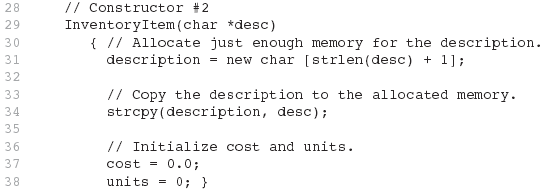 28     // Constructor #2
29     InventoryItem(char *desc)
30        { // Allocate just enough memory for the description.
31          description = new char [strlen(desc) + 1];
32
33          // Copy the description to the allocated memory.
34          strcpy(description, desc);
35
36          // Initialize cost and units.
37          cost = 0.0;
38          units = 0; }